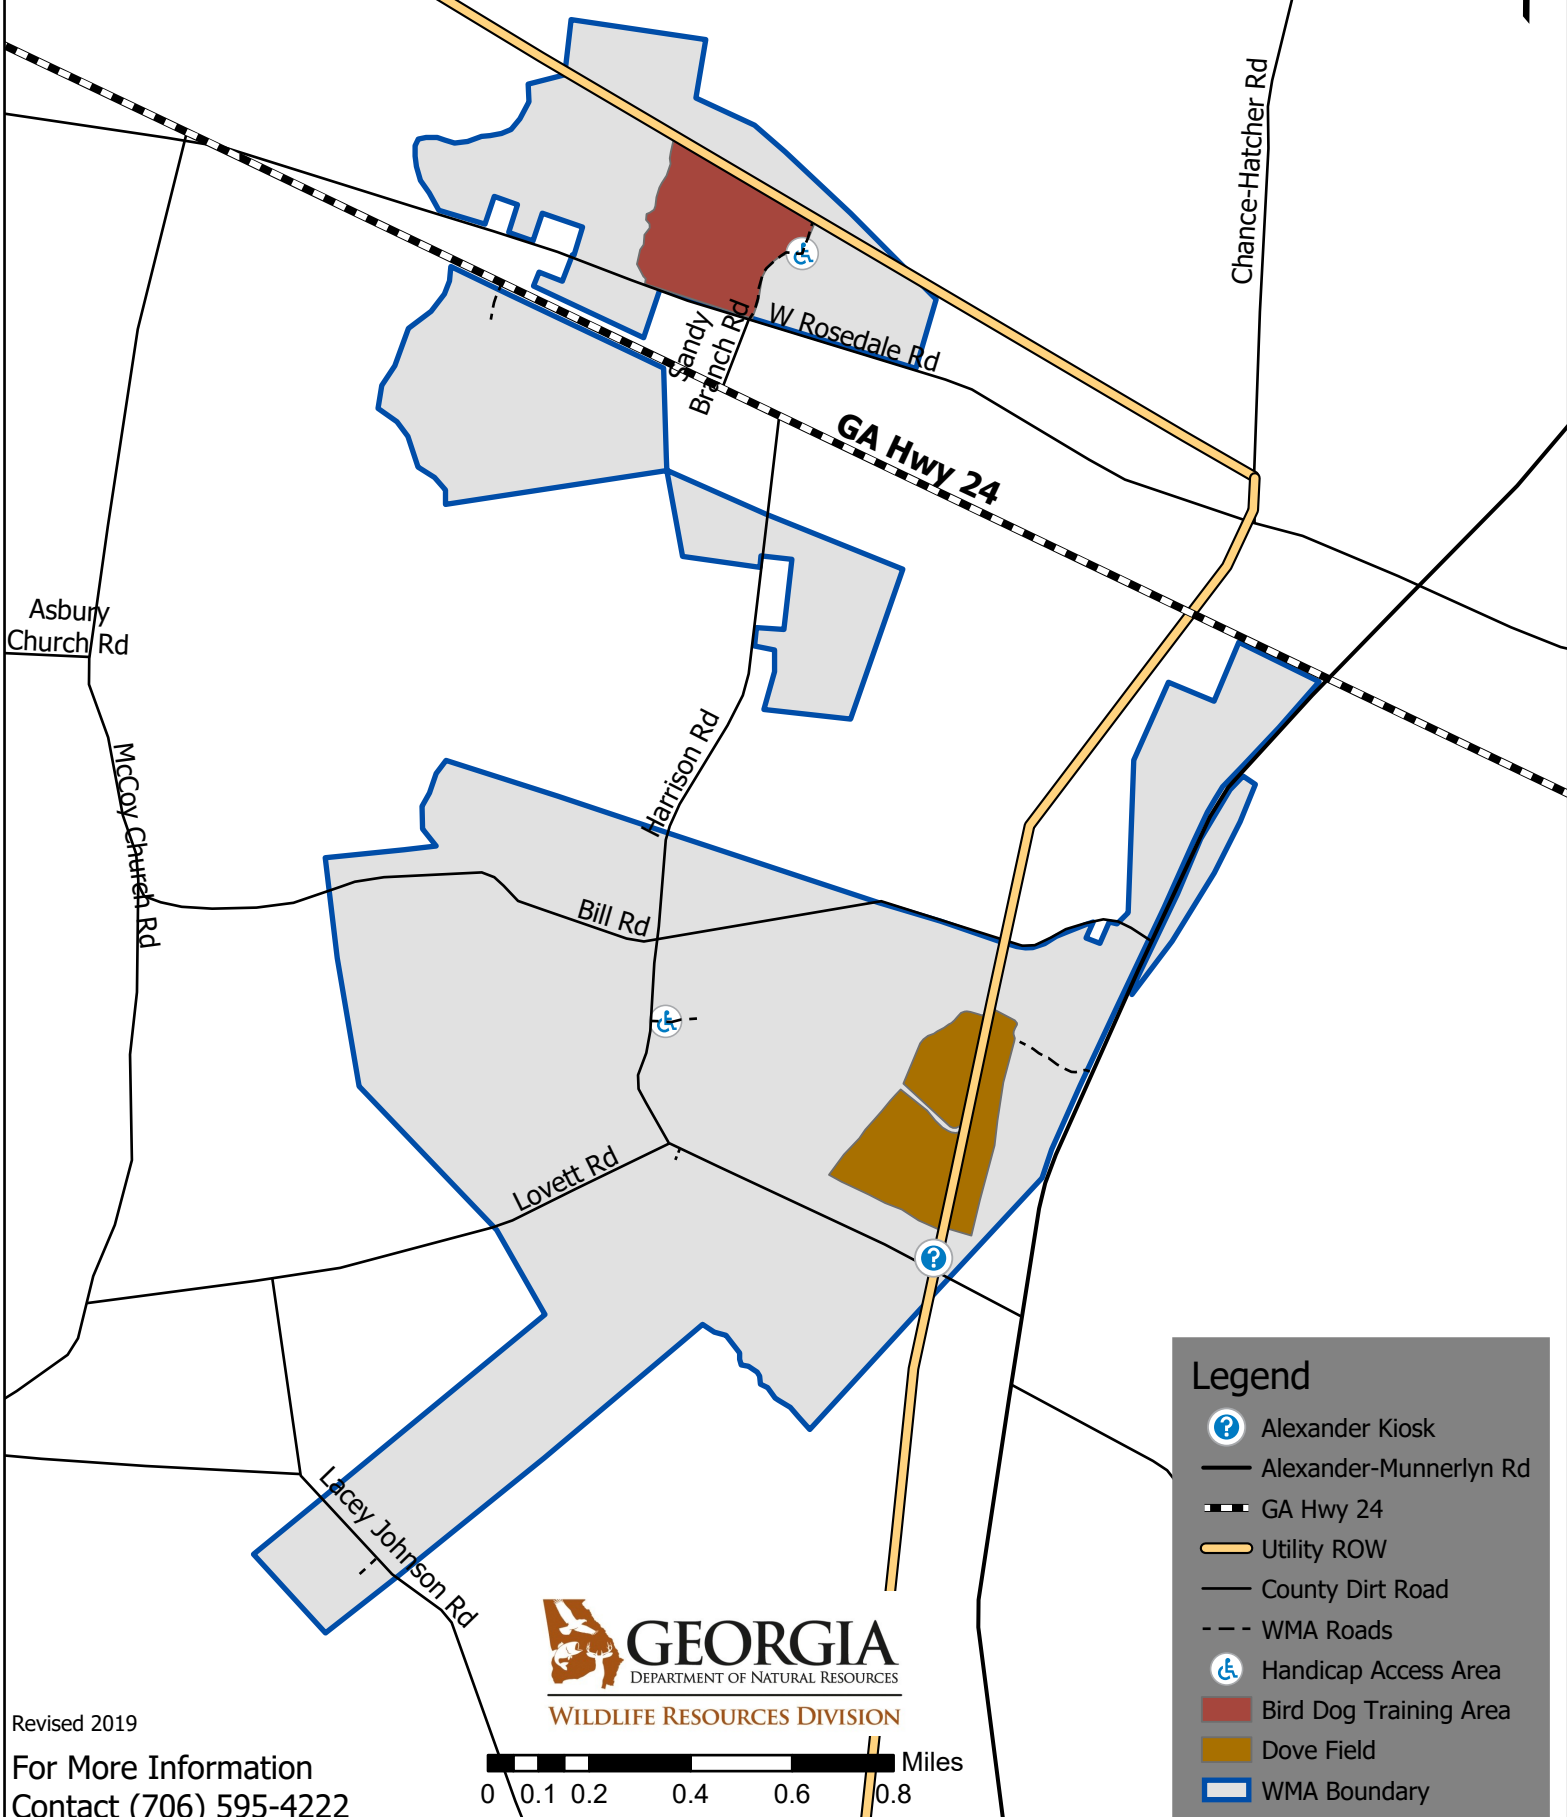 Chance-Hatcher Rd
W Rosedale Rd
Sandy
Branch Rd
GA Hwy 24
Asbury
Church Rd
McCoy Church Rd
Harrison Rd
Bill Rd
Lovett Rd
Lacey Johnson Rd
Legend
? Alexander Kiosk
Alexander-Munnerlyn Rd
GA Hwy 24
Utility ROW
County Dirt Road
WMA Roads
Handicap Access Area
Bird Dog Training Area
Dove Field
WMA Boundary
GEORGIA
DEPARTMENT OF NATURAL RESOURCES
WILDLIFE RESOURCES DIVISION
Miles
0 0.1 0.2 0.4 0.6 0.8
Revised 2019
For More Information
Contact (706) 595-4222